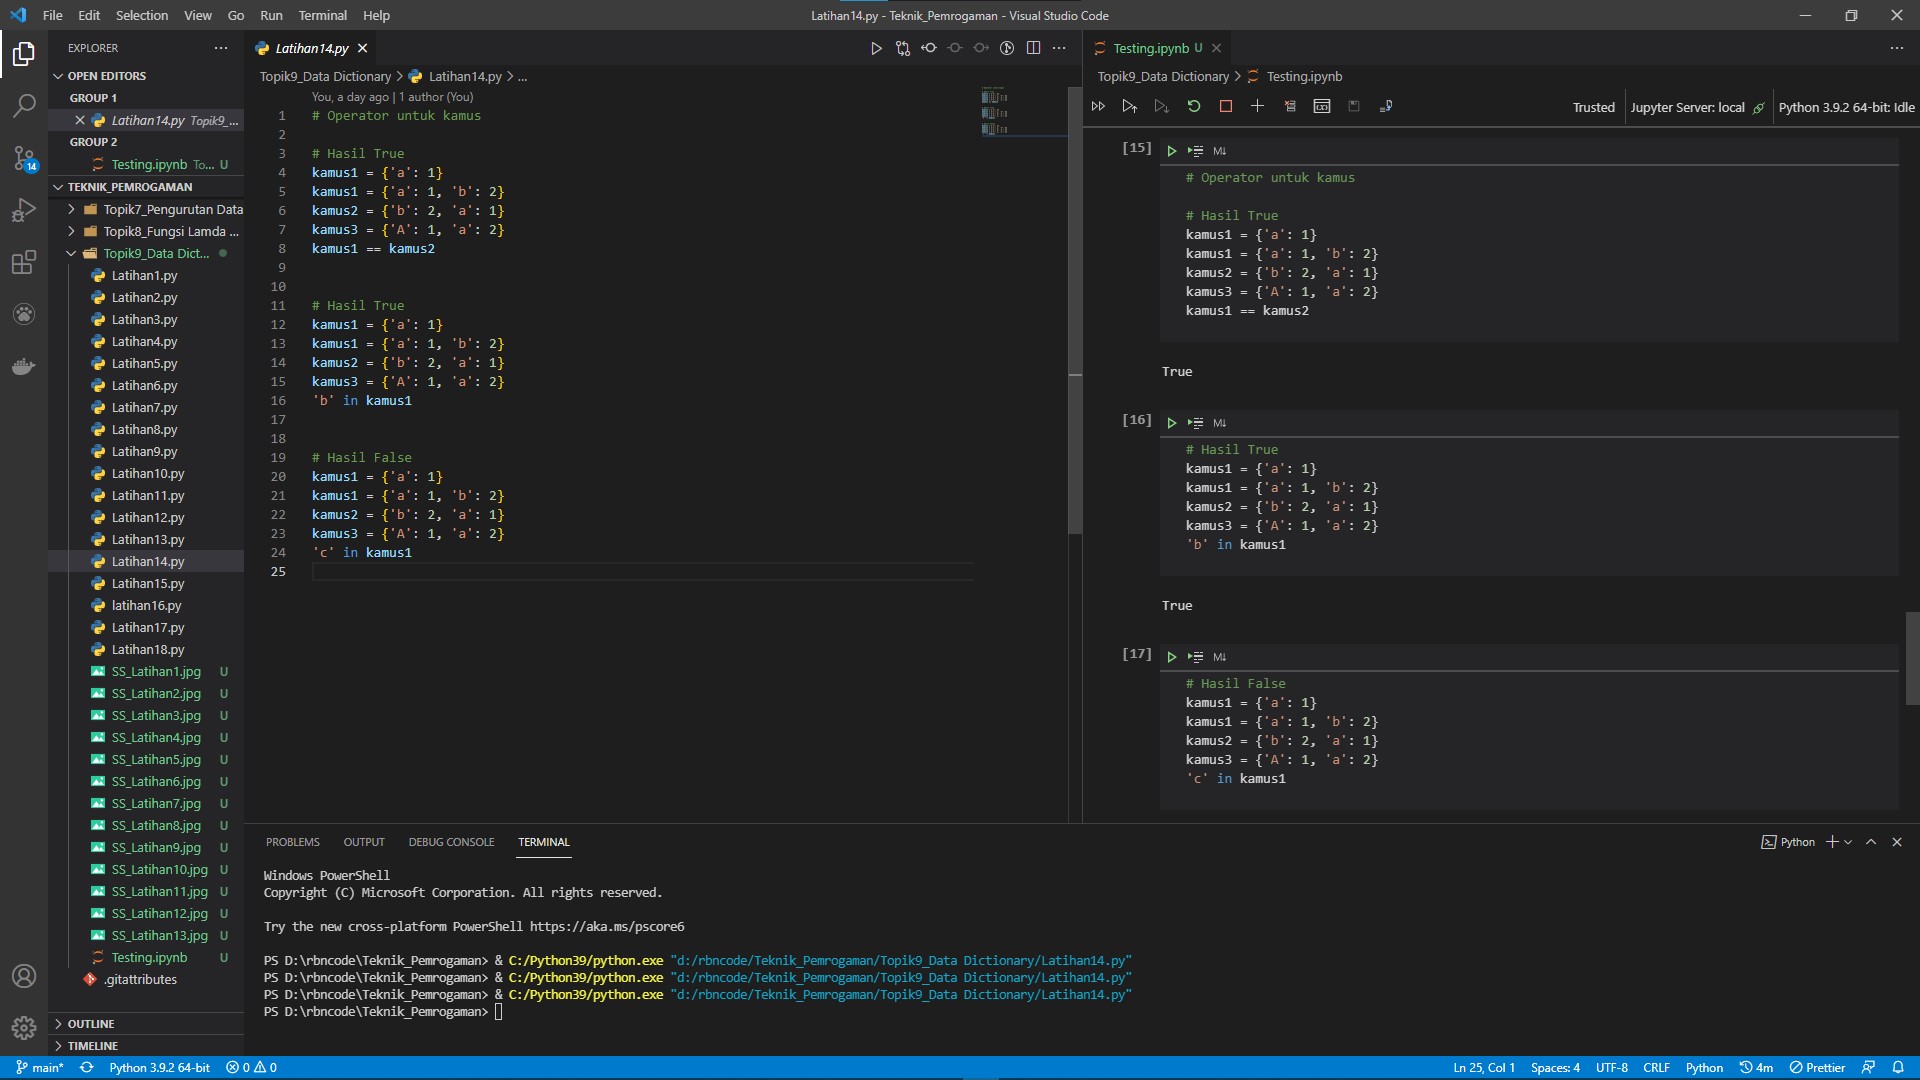 File Edit Selection View Go Run Terminal Help
Latihan14.py - Teknik_Pemrogaman - Visual Studio Code
EXPLORER
OPEN EDITORS
GROUP 1
Latihan14.py Topik9_...
GROUP 2
Testing.ipynb To... U
TEKNIK_PEMROGAMAN
Topik7_Pengurutan Data
Topik8_Fungsi Lamda ...
Topik9_Data Dict...
Latihan1.py
Latihan2.py
Latihan3.py
Latihan4.py
Latihan5.py
Latihan6.py
Latihan7.py
Latihan8.py
Latihan9.py
Latihan10.py
Latihan11.py
Latihan12.py
Latihan13.py
Latihan14.py
Latihan15.py
latihan16.py
Latihan17.py
Latihan18.py
SS_Latihan1.jpg U
SS_Latihan2.jpg U
SS_Latihan3.jpg U
SS_Latihan4.jpg U
SS_Latihan5.jpg U
SS_Latihan6.jpg U
SS_Latihan7.jpg U
SS_Latihan8.jpg U
SS_Latihan9.jpg U
SS_Latihan10.jpg U
SS_Latihan11.jpg U
SS_Latihan12.jpg U
SS_Latihan13.jpg U
Testing.ipynb U
.gitattributes
OUTLINE
TIMELINE
14
Latihan14.py
Topik9_Data Dictionary > Latihan14.py > ...
You, a day ago | 1 author (You)
1 # Operator untuk kamus
2
3 # Hasil True
4 kamus1 = {'a': 1}
5 kamus1 = {'a': 1, 'b': 2}
6 kamus2 = {'b': 2, 'a': 1}
7 kamus3 = {'A': 1, 'a': 2}
8 kamus1 == kamus2
9
10
11 # Hasil True
12 kamus1 = {'a': 1}
13 kamus1 = {'a': 1, 'b': 2}
14 kamus2 = {'b': 2, 'a': 1}
15 kamus3 = {'A': 1, 'a': 2}
16 'b' in kamus1
17
18
19 # Hasil False
20 kamus1 = {'a': 1}
21 kamus1 = {'a': 1, 'b': 2}
22 kamus2 = {'b': 2, 'a': 1}
23 kamus3 = {'A': 1, 'a': 2}
24 'c' in kamus1
25
Testing.ipynb U
Topik9_Data Dictionary > Testing.ipynb
Trusted Jupyter Server: local Python 3.9.2 64-bit: Idle
[15] M↓
# Operator untuk kamus
# Hasil True
kamus1 = {'a': 1}
kamus1 = {'a': 1, 'b': 2}
kamus2 = {'b': 2, 'a': 1}
kamus3 = {'A': 1, 'a': 2}
kamus1 == kamus2
True
[16] M↓
# Hasil True
kamus1 = {'a': 1}
kamus1 = {'a': 1, 'b': 2}
kamus2 = {'b': 2, 'a': 1}
kamus3 = {'A': 1, 'a': 2}
'b' in kamus1
True
[17] M↓
# Hasil False
kamus1 = {'a': 1}
kamus1 = {'a': 1, 'b': 2}
kamus2 = {'b': 2, 'a': 1}
kamus3 = {'A': 1, 'a': 2}
'c' in kamus1
PROBLEMS OUTPUT DEBUG CONSOLE TERMINAL
Python
Windows PowerShell
Copyright (C) Microsoft Corporation. All rights reserved.
Try the new cross-platform PowerShell https://aka.ms/pscore6
PS D:\rbncode\Teknik_Pemrogaman> & C:/Python39/python.exe "d:/rbncode/Teknik_Pemrogaman/Topik9_Data Dictionary/Latihan14.py"
PS D:\rbncode\Teknik_Pemrogaman> & C:/Python39/python.exe "d:/rbncode/Teknik_Pemrogaman/Topik9_Data Dictionary/Latihan14.py"
PS D:\rbncode\Teknik_Pemrogaman> & C:/Python39/python.exe "d:/rbncode/Teknik_Pemrogaman/Topik9_Data Dictionary/Latihan14.py"
PS D:\rbncode\Teknik_Pemrogaman>
main* Python 3.9.2 64-bit 0 0 Ln 25, Col 1 Spaces: 4 UTF-8 CRLF Python 4m Prettier